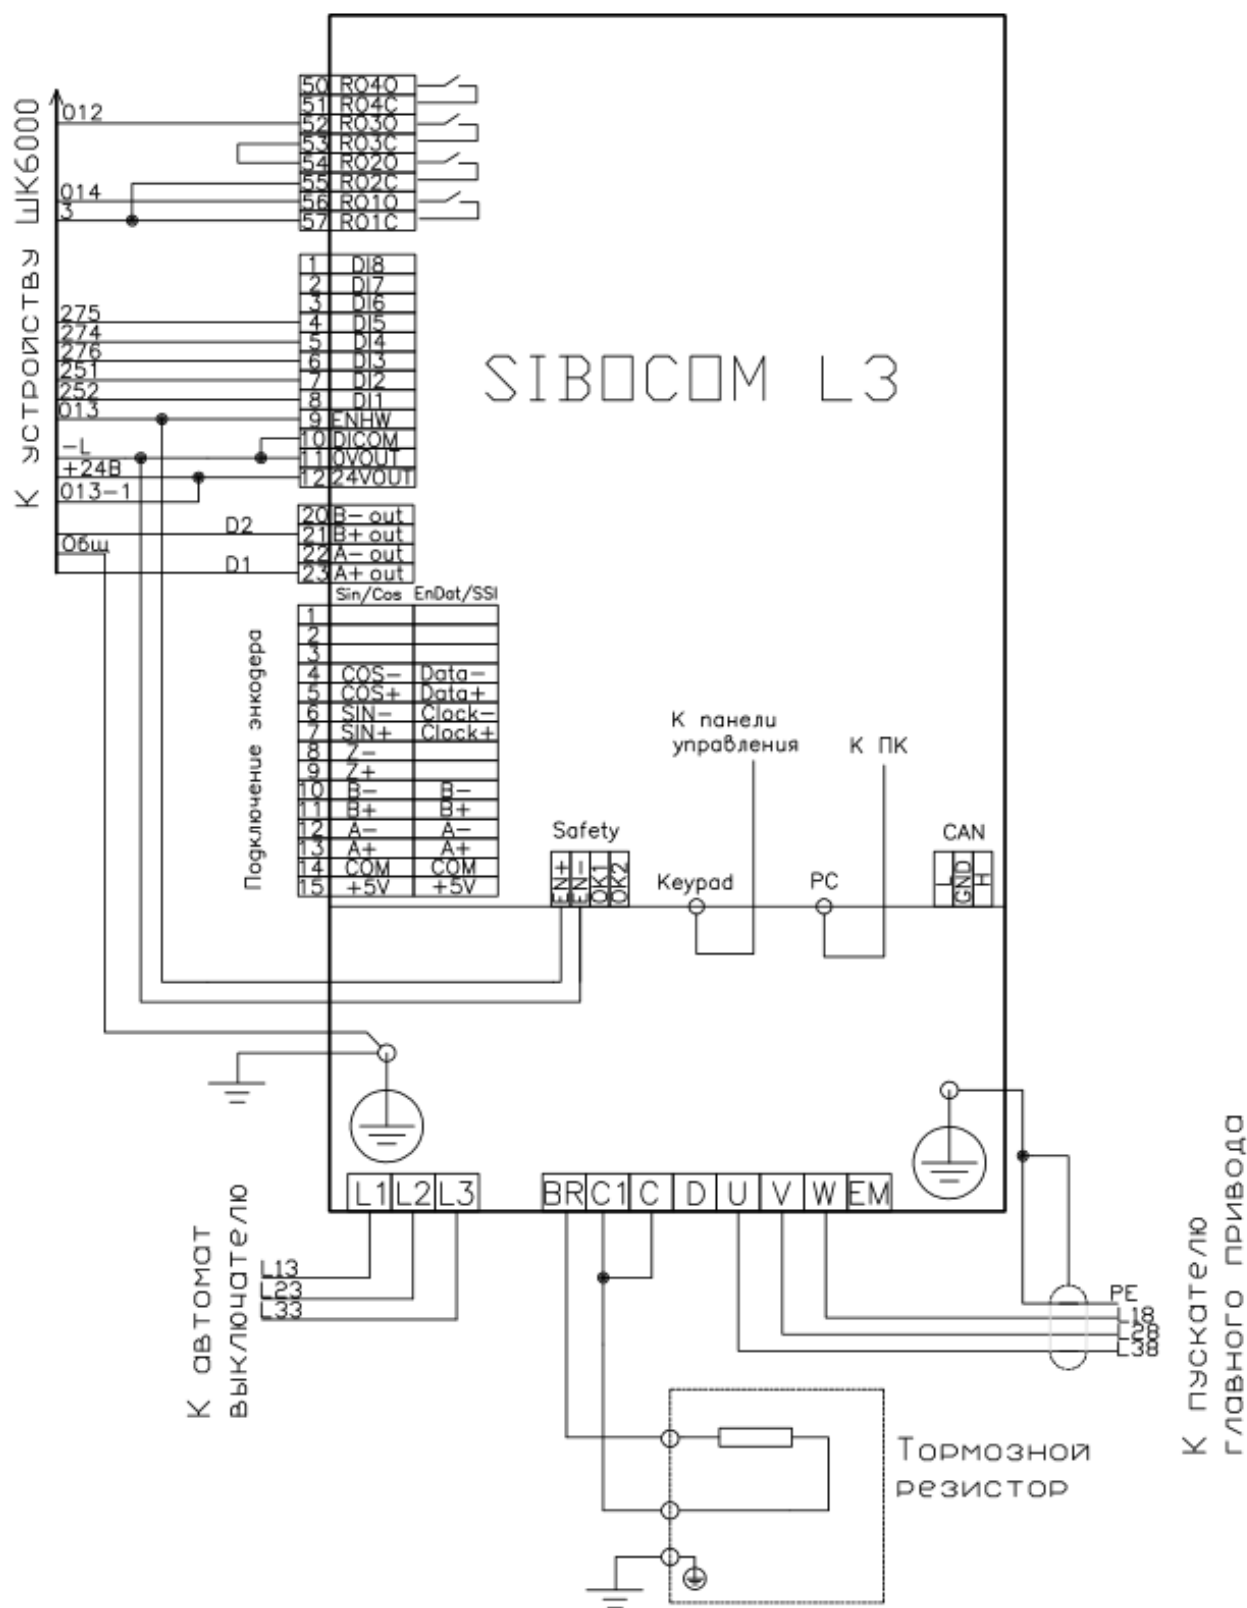 К УСТРОЙСТВУ ШК6000
012
014
3
275
274
276
251
252
013
-L
+24В
013-1
D2
Общ
D1
50 RO4O
51 RO4C
52 RO3O
53 RO3C
54 RO2O
55 RO2C
56 RO1O
57 RO1C
1 DI8
2 DI7
3 DI6
4 DI5
5 DI4
6 DI3
7 DI2
8 DI1
9 ENHW
10 DICOM
11 0VOUT
12 24VOUT
20 B- out
21 B+ out
22 A- out
23 A+ out
SIBOCOM L3
Подключение энкодера
Sin/Cos EnDat/SSI
1
2
3
4 COS- Data-
5 COS+ Data+
6 SIN- Clock-
7 SIN+ Clock+
8 Z-
9 Z+
10 B- B-
11 B+ B+
12 A- A-
13 A+ A+
14 COM COM
15 +5V +5V
К панели
управления
К ПК
Safety
EN+
EN-
OK1
OK2
Keypad
PC
CAN
L
GND
H
L1 L2 L3
BR C1 C D U V W EM
К автомат
выключателю
L13
L23
L33
PE
L18
L28
L38
К пускателю
главного привода
Тормозной
резистор